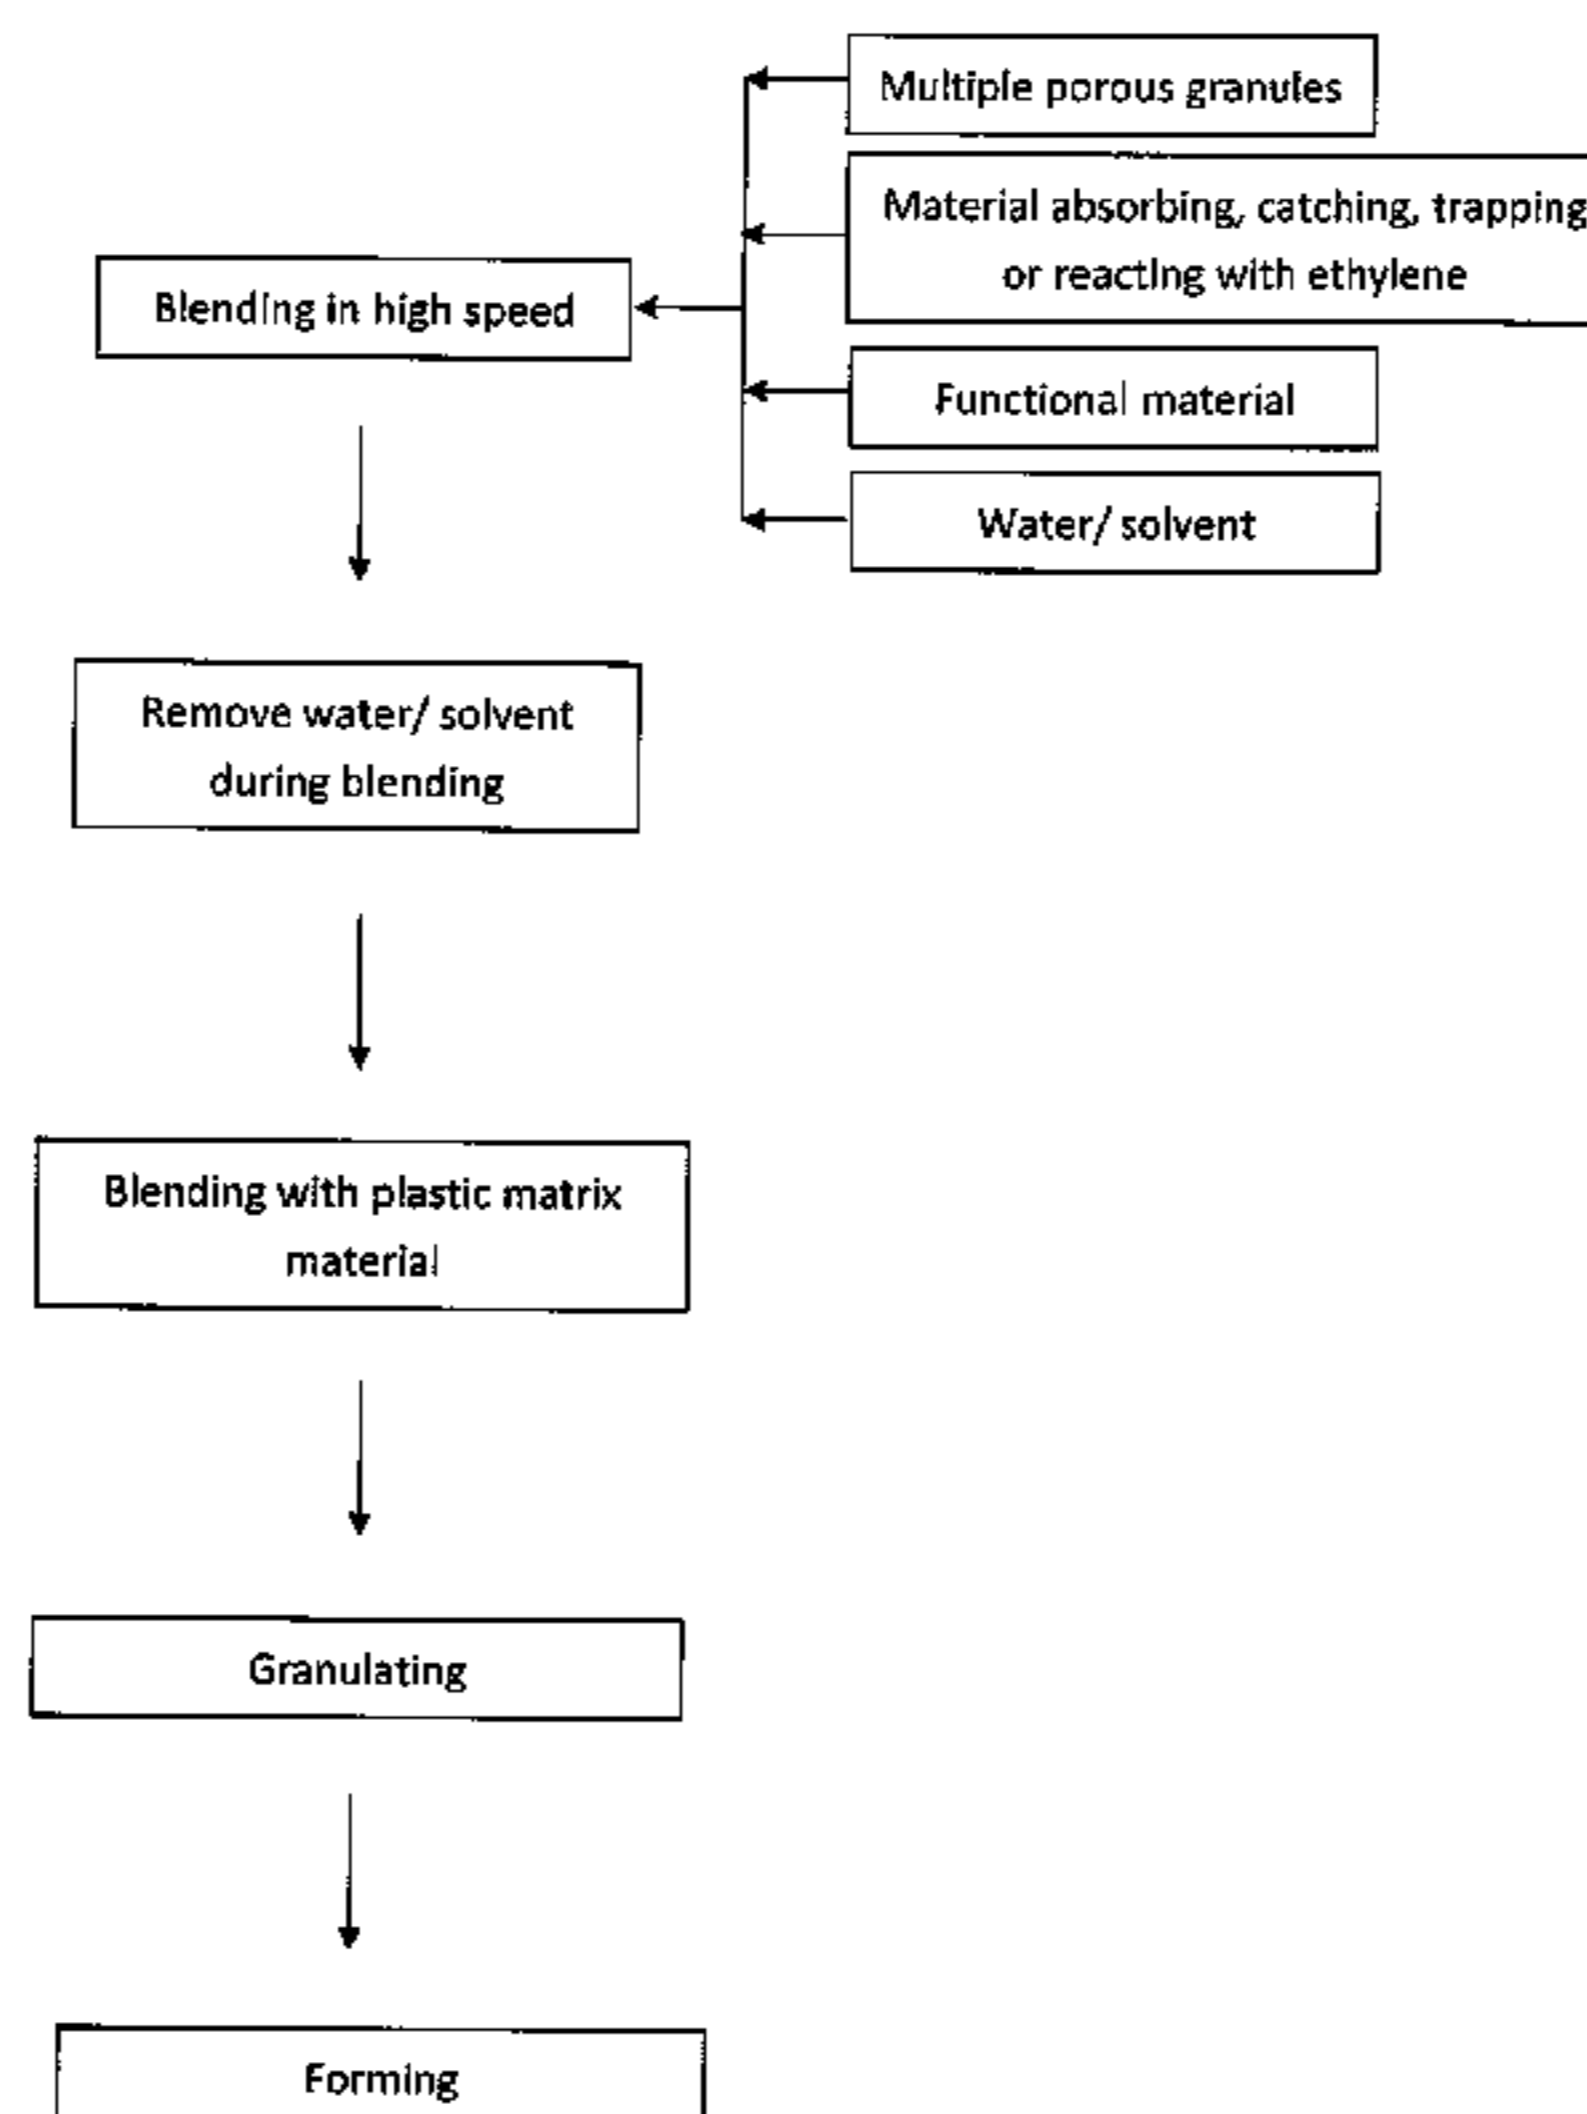 Multiple porous granules
Material absorbing, catching, trapping
or reacting with ethylene
Blending in high speed
Functional material
Water/ solvent
Remove water/ solvent
during blending
Blending with plastic matrix
material
Granulating
Forming